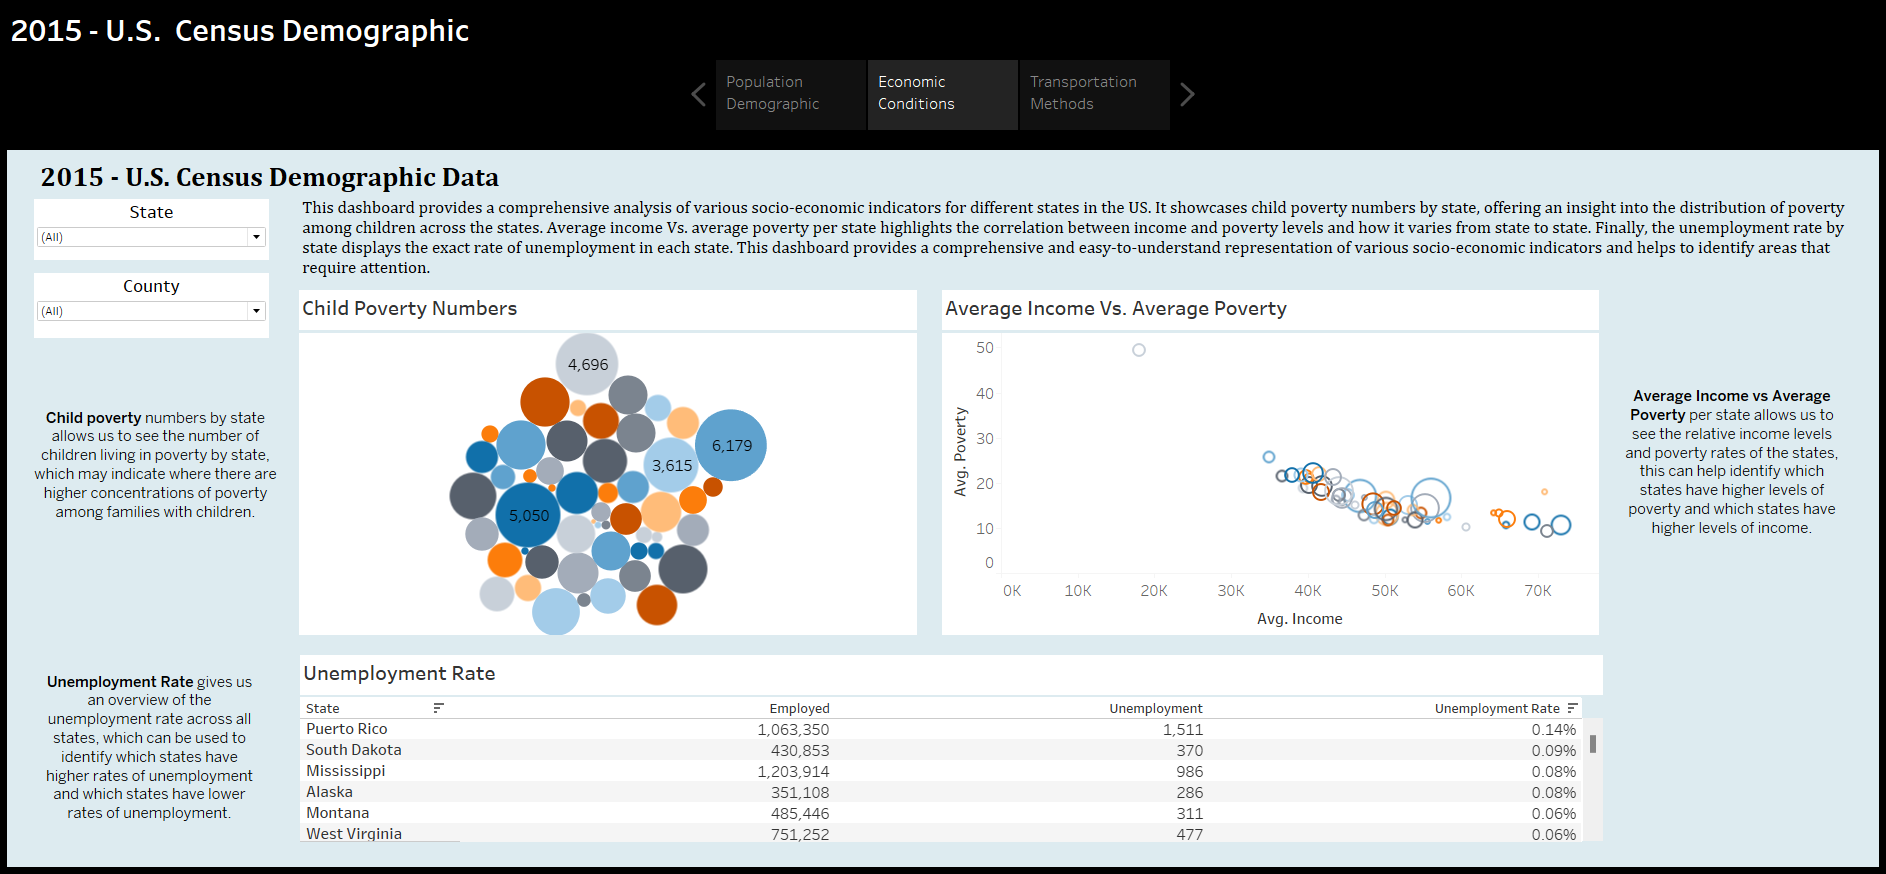 2015 - U.S.  Census Demographic
Population
Demographic
Economic
Conditions
Transportation
Methods
2015 - U.S. Census Demographic Data
State
(All)
County
(All)
This dashboard provides a comprehensive analysis of various socio-economic indicators for different states in the US. It showcases child poverty numbers by state, offering an insight into the distribution of poverty
among children across the states. Average income Vs. average poverty per state highlights the correlation between income and poverty levels and how it varies from state to state. Finally, the unemployment rate by
state displays the exact rate of unemployment in each state. This dashboard provides a comprehensive and easy-to-understand representation of various socio-economic indicators and helps to identify areas that
require attention.
Child poverty numbers by state
allows us to see the number of
children living in poverty by state,
which may indicate where there are
higher concentrations of poverty
among families with children.
Child Poverty Numbers
4,696
6,179
3,615
5,050
Average Income Vs. Average Poverty
50
40
30
20
10
0
Avg. Poverty
0K 10K 20K 30K 40K 50K 60K 70K
Avg. Income
Average Income vs Average
Poverty per state allows us to
see the relative income levels
and poverty rates of the states,
this can help identify which
states have higher levels of
poverty and which states have
higher levels of income.
Unemployment Rate gives us
an overview of the
unemployment rate across all
states, which can be used to
identify which states have
higher rates of unemployment
and which states have lower
rates of unemployment.
Unemployment Rate
State Employed Unemployment Unemployment Rate
Puerto Rico 1,063,350 1,511 0.14%
South Dakota 430,853 370 0.09%
Mississippi 1,203,914 986 0.08%
Alaska 351,108 286 0.08%
Montana 485,446 311 0.06%
West Virginia 751,252 477 0.06%